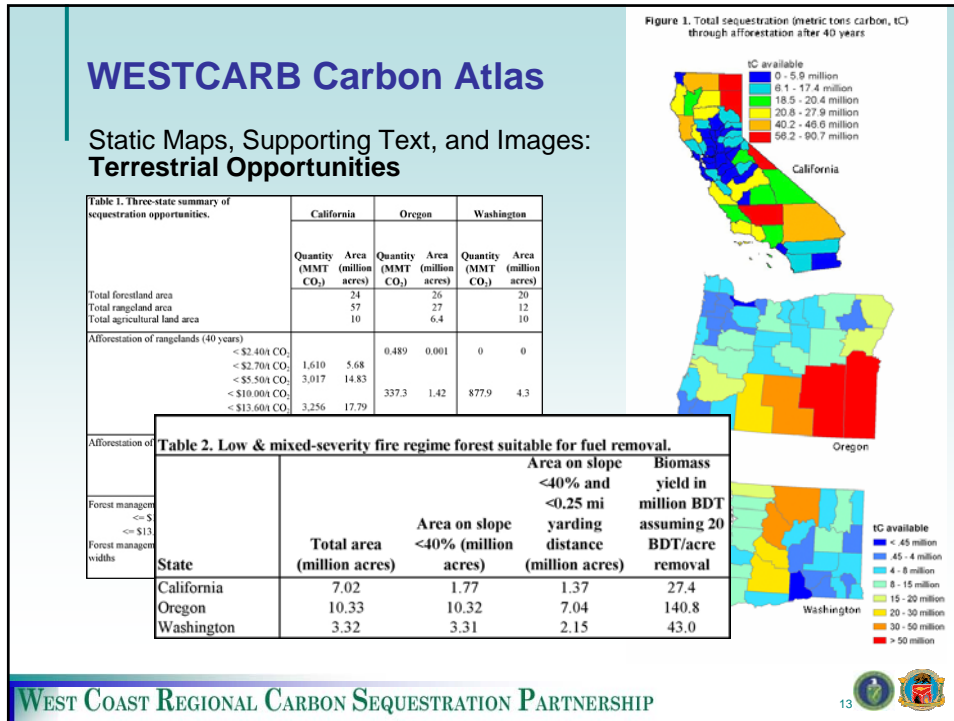 WESTCARB Carbon Atlas
Static Maps, Supporting Text, and Images:
Terrestrial Opportunities
Table 1. Three-state summary of
sequestration opportunities.
California Oregon Washington
Quantity Area Quantity Area Quantity Area
(MMT (million (MMT (million (MMT (million
CO2) acres) CO2) acres) CO2) acres)
Total forestland area 24 26 20
Total rangeland area 57 27 12
Total agricultural land area 10 6.4 10
Afforestation of rangelands (40 years)
< $2.40/t CO2 0.489 0.001 0 0
< $2.70/t CO2 1,610 5.68
< $5.50/t CO2 3,017 14.83
< $10.00/t CO2 337.3 1.42 877.9 4.3
< $13.60/t CO2 3,256 17.79
Afforestation of
Forest managem
<= $
<= $13.
Forest managem
widths
Table 2. Low & mixed-severity fire regime forest suitable for fuel removal.
Area on slope Biomass
<40% and yield in
<0.25 mi million BDT
Area on slope yarding assuming 20
Total area <40% (million distance BDT/acre
State (million acres) acres) (million acres) removal
California 7.02 1.77 1.37 27.4
Oregon 10.33 10.32 7.04 140.8
Washington 3.32 3.31 2.15 43.0
Figure 1. Total sequestration (metric tons carbon, tC)
through afforestation after 40 years
tC available
0 - 5.9 million
6.1 - 17.4 million
18.5 - 20.4 million
20.8 - 27.9 million
40.2 - 46.6 million
56.2 - 90.7 million
California
Oregon
Washington
tC available
< .45 million
.45 - 4 million
4 - 8 million
8 - 15 million
15 - 20 million
20 - 30 million
30 - 50 million
> 50 million
WEST COAST REGIONAL CARBON SEQUESTRATION PARTNERSHIP
13